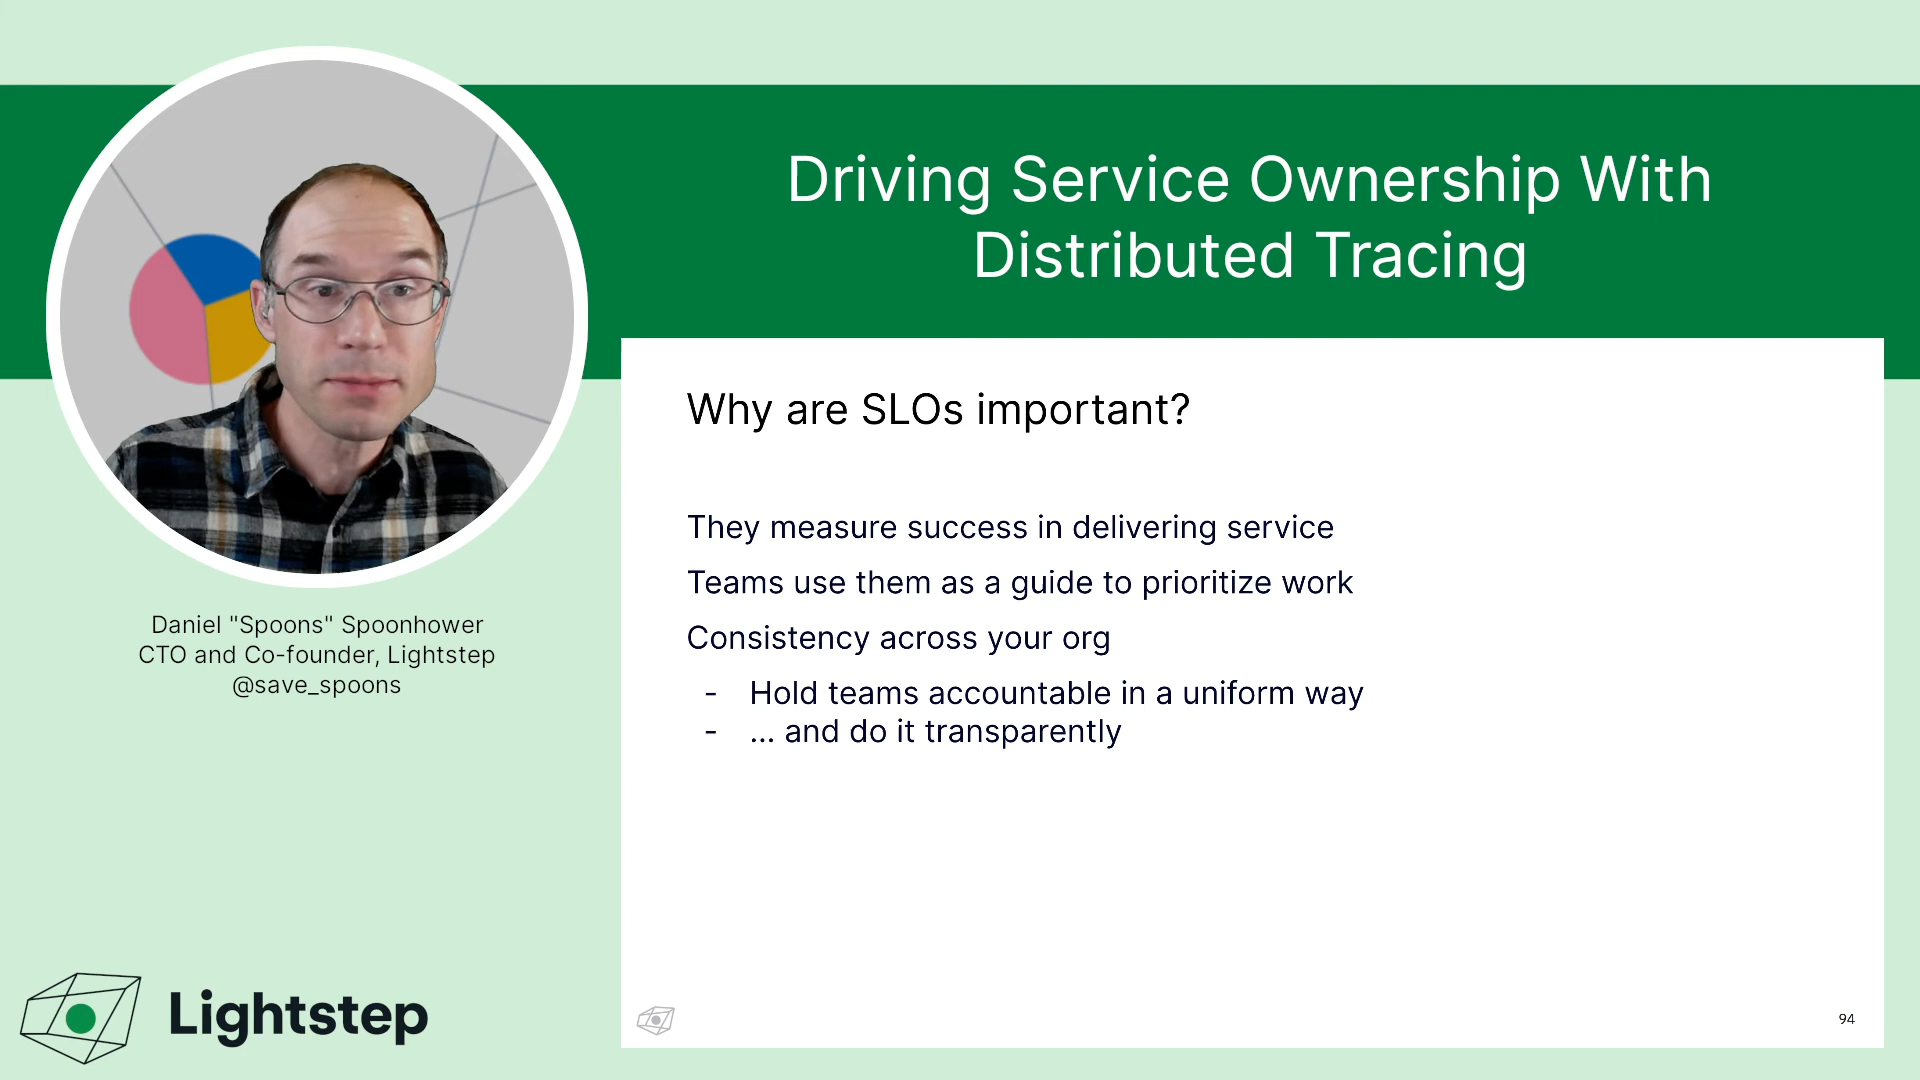 Driving Service Ownership With
Distributed Tracing
Daniel "Spoons" Spoonhower
CTO and Co-founder, Lightstep
@save_spoons
Why are SLOs important?
They measure success in delivering service
Teams use them as a guide to prioritize work
Consistency across your org
- Hold teams accountable in a uniform way
- ... and do it transparently
94
Lightstep